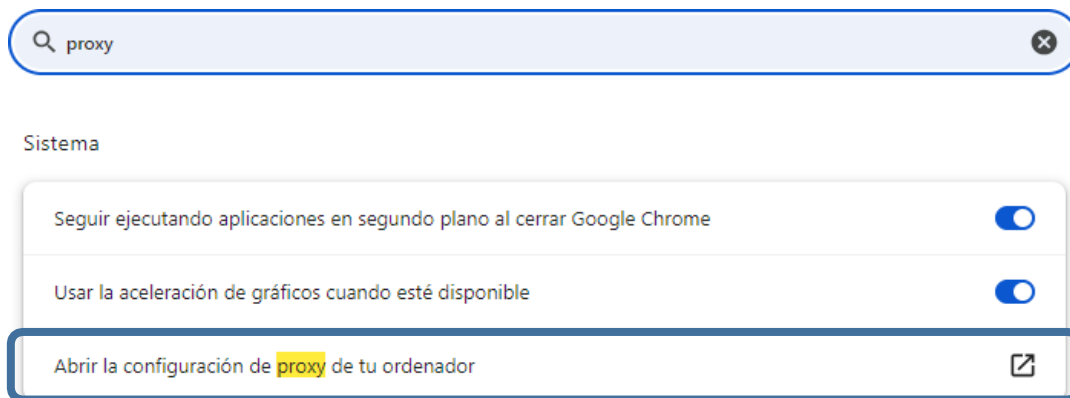 proxy
Sistema
Seguir ejecutando aplicaciones en segundo plano al cerrar Google Chrome
Usar la aceleración de gráficos cuando esté disponible
Abrir la configuración de proxy de tu ordenador